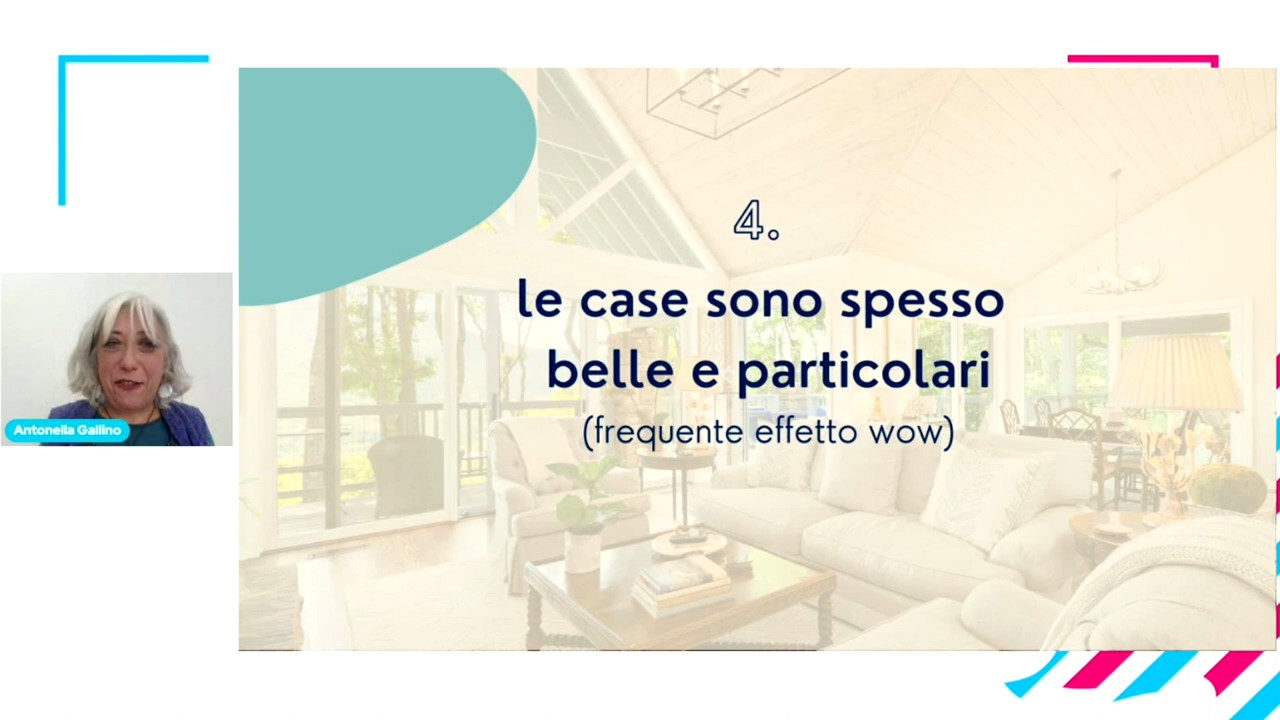 4.
le case sono spesso
belle e particolari
(frequente effetto wow)
Antonella Gallino